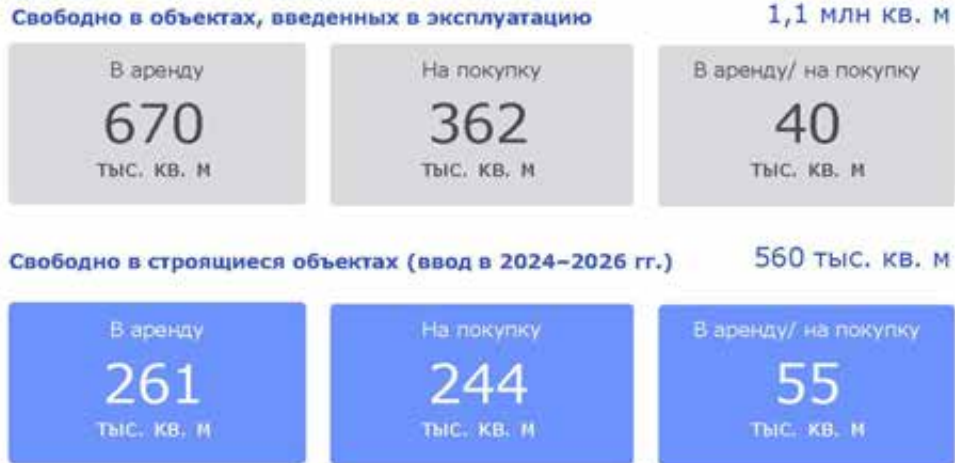 Свободно в объектах, введенных в эксплуатацию 1,1 млн кв. м
В аренду На покупку В аренду/ на покупку
670 362 40
тыс. кв. м тыс. кв. м тыс. кв. м
Свободно в строящиеся объектах (ввод в 2024–2026 гг.) 560 тыс. кв. м
В аренду На покупку В аренду/ на покупку
261 244 55
тыс. кв. м тыс. кв. м тыс. кв. м